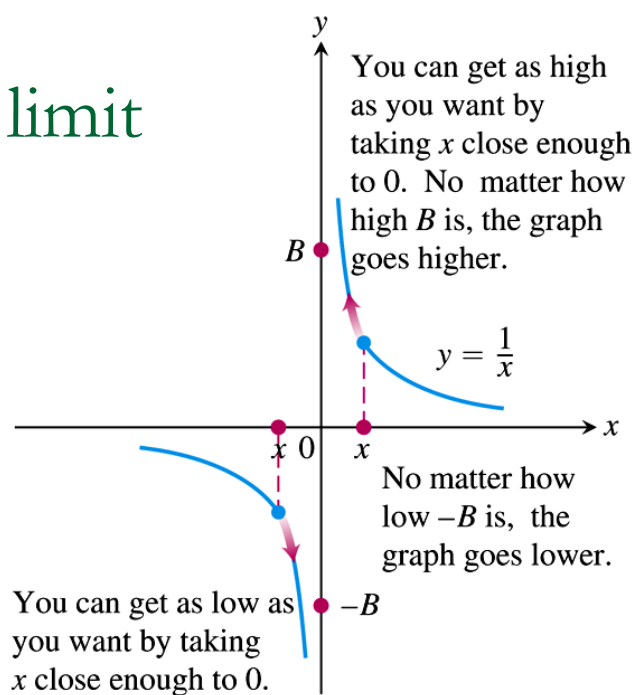 limit
y
You can get as high
as you want by
taking x close enough
to 0. No matter how
high B is, the graph
goes higher.
B
y = 1/x
x
x 0 x
No matter how
low –B is, the
graph goes lower.
–B
You can get as low as
you want by taking
x close enough to 0.